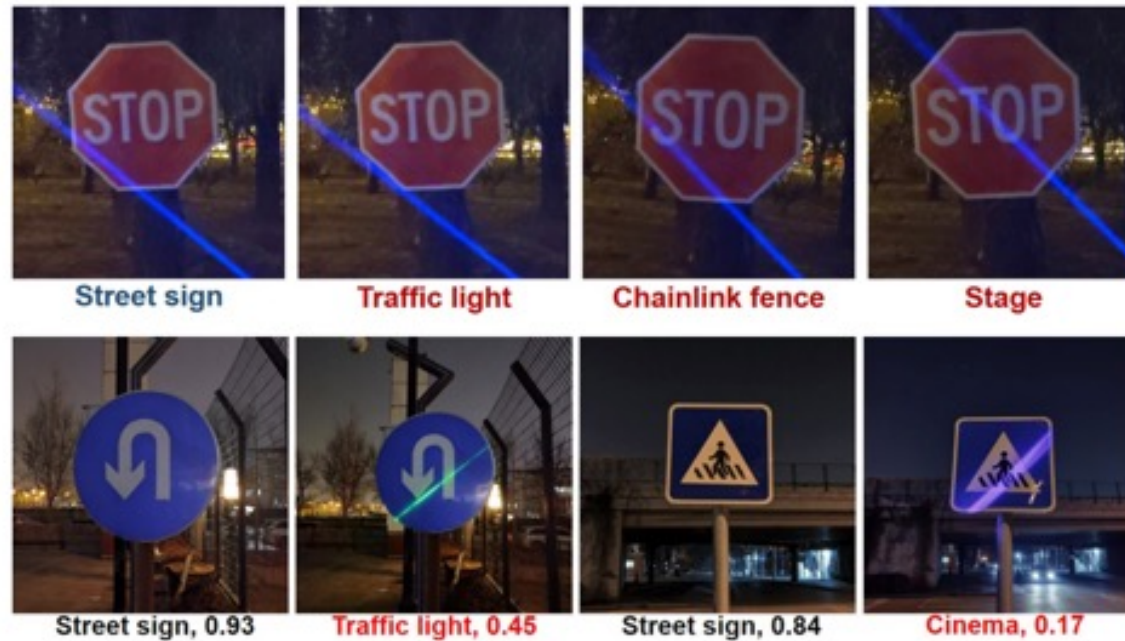 STOP STOP STOP STOP
Street sign Traffic light Chainlink fence Stage
Street sign, 0.93 Traffic light, 0.45 Street sign, 0.84 Cinema, 0.17